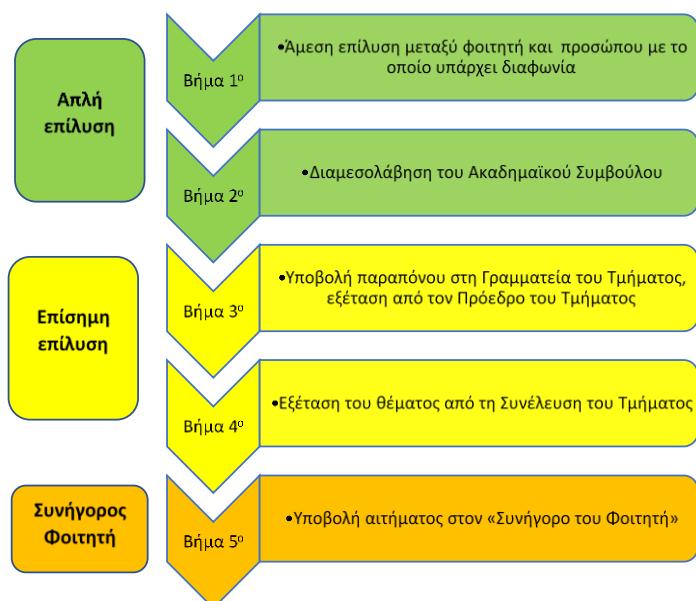 Απλή
επίλυση
Βήμα 1ο
•Άμεση επίλυση μεταξύ φοιτητή και προσώπου με το
οποίο υπάρχει διαφωνία
Βήμα 2ο
•Διαμεσολάβηση του Ακαδημαϊκού Συμβούλου
Επίσημη
επίλυση
Βήμα 3ο
•Υποβολή παραπόνου στη Γραμματεία του Τμήματος,
εξέταση από τον Πρόεδρο του Τμήματος
Βήμα 4ο
•Εξέταση του θέματος από τη Συνέλευση του Τμήματος
Συνήγορος
Φοιτητή
Βήμα 5ο
•Υποβολή αιτήματος στον «Συνήγορο του Φοιτητή»